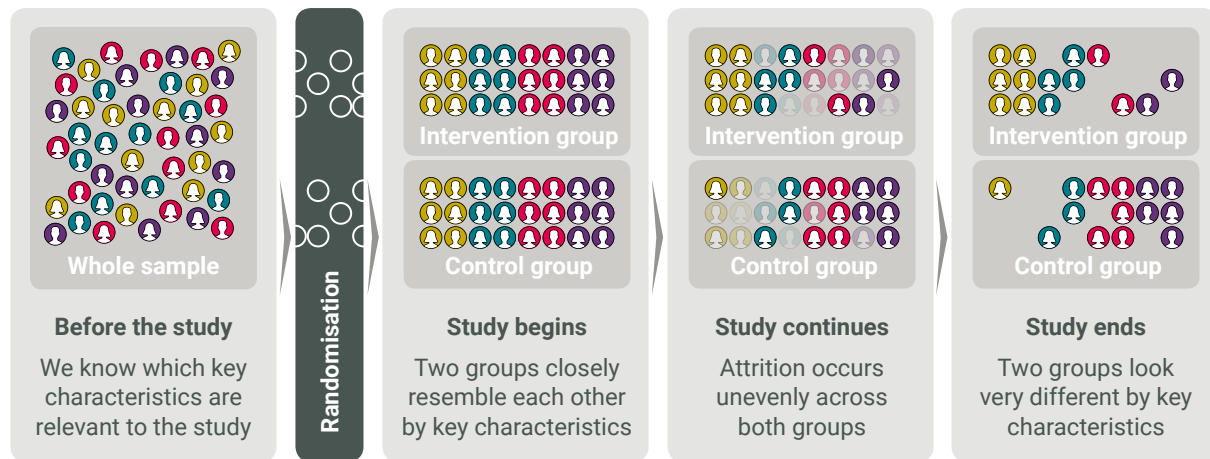 Whole sample
Before the study
We know which key
characteristics are
relevant to the study
Randomisation
Intervention group
Control group
Study begins
Two groups closely
resemble each other
by key characteristics
Intervention group
Control group
Study continues
Attrition occurs
unevenly across
both groups
Intervention group
Control group
Study ends
Two groups look
very different by key
characteristics